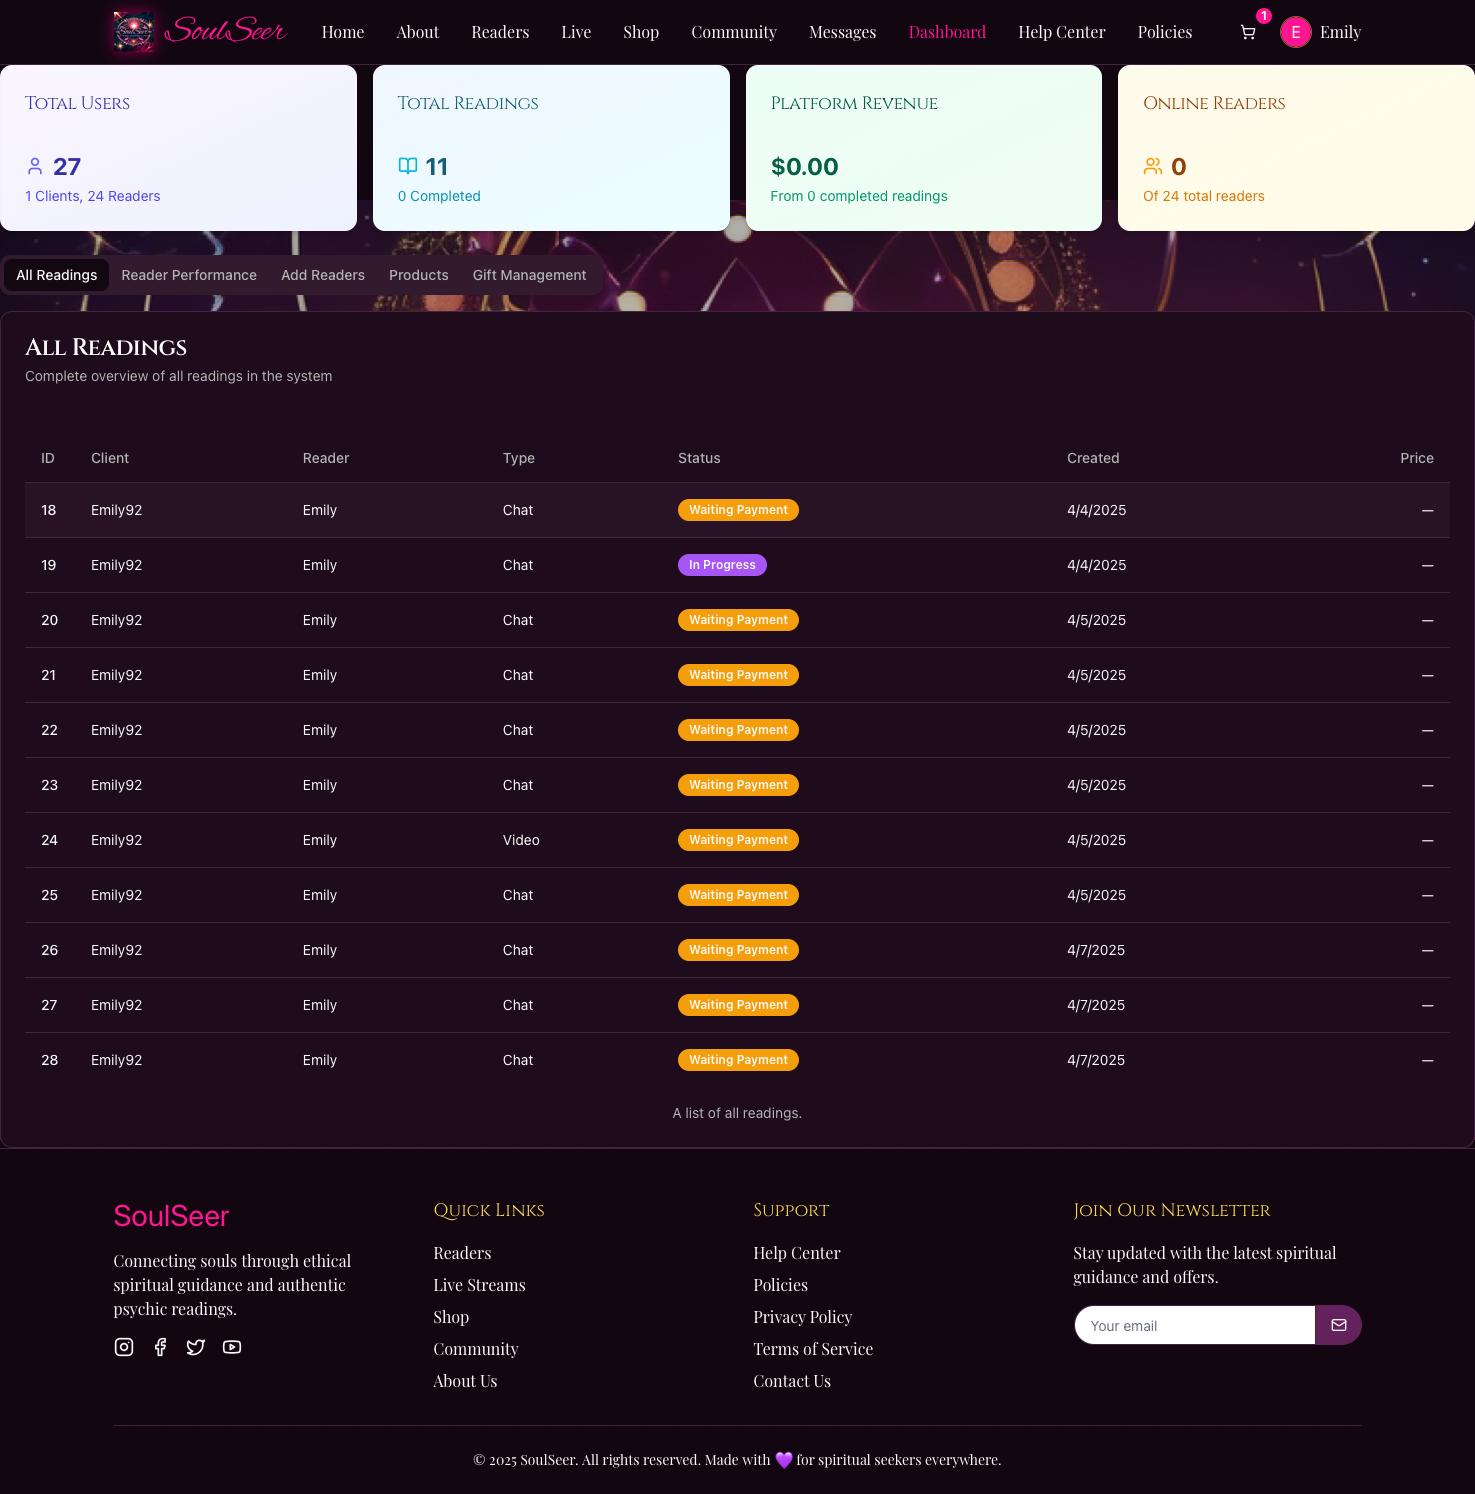 SoulSeer Home About Readers Live Shop Community Messages Dashboard Help Center Policies 1 E Emily
Total Users
27
1 Clients, 24 Readers
Total Readings
11
0 Completed
Platform Revenue
$0.00
From 0 completed readings
Online Readers
0
Of 24 total readers
All Readings Reader Performance Add Readers Products Gift Management
All Readings
Complete overview of all readings in the system
ID Client Reader Type Status Created Price
18 Emily92 Emily Chat Waiting Payment 4/4/2025 —
19 Emily92 Emily Chat In Progress 4/4/2025 —
20 Emily92 Emily Chat Waiting Payment 4/5/2025 —
21 Emily92 Emily Chat Waiting Payment 4/5/2025 —
22 Emily92 Emily Chat Waiting Payment 4/5/2025 —
23 Emily92 Emily Chat Waiting Payment 4/5/2025 —
24 Emily92 Emily Video Waiting Payment 4/5/2025 —
25 Emily92 Emily Chat Waiting Payment 4/5/2025 —
26 Emily92 Emily Chat Waiting Payment 4/7/2025 —
27 Emily92 Emily Chat Waiting Payment 4/7/2025 —
28 Emily92 Emily Chat Waiting Payment 4/7/2025 —
A list of all readings.
SoulSeer
Connecting souls through ethical
spiritual guidance and authentic
psychic readings.
Quick Links
Readers
Live Streams
Shop
Community
About Us
Support
Help Center
Policies
Privacy Policy
Terms of Service
Contact Us
Join Our Newsletter
Stay updated with the latest spiritual
guidance and offers.
Your email
© 2025 SoulSeer. All rights reserved. Made with 💜 for spiritual seekers everywhere.